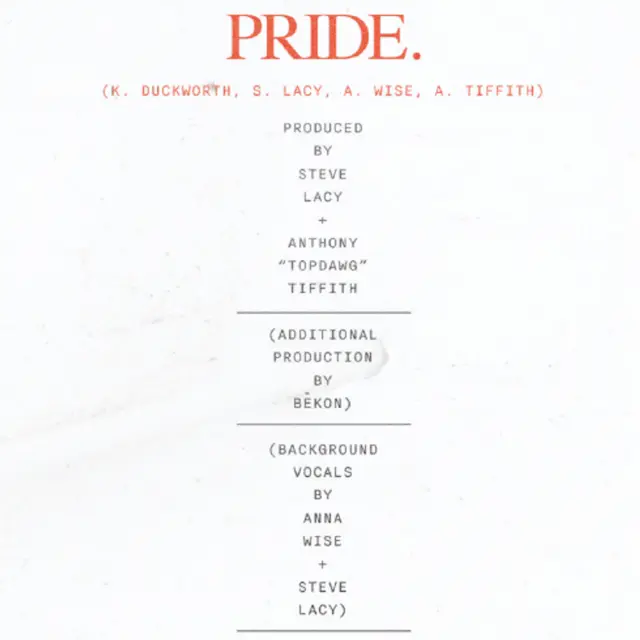 PRIDE.
(K. DUCKWORTH, S. LACY, A. WISE, A. TIFFITH)
PRODUCED
BY
STEVE
LACY
+
ANTHONY
“TOPDAWG”
TIFFITH
(ADDITIONAL
PRODUCTION
BY
BĒKON)
(BACKGROUND
VOCALS
BY
ANNA
WISE
+
STEVE
LACY)